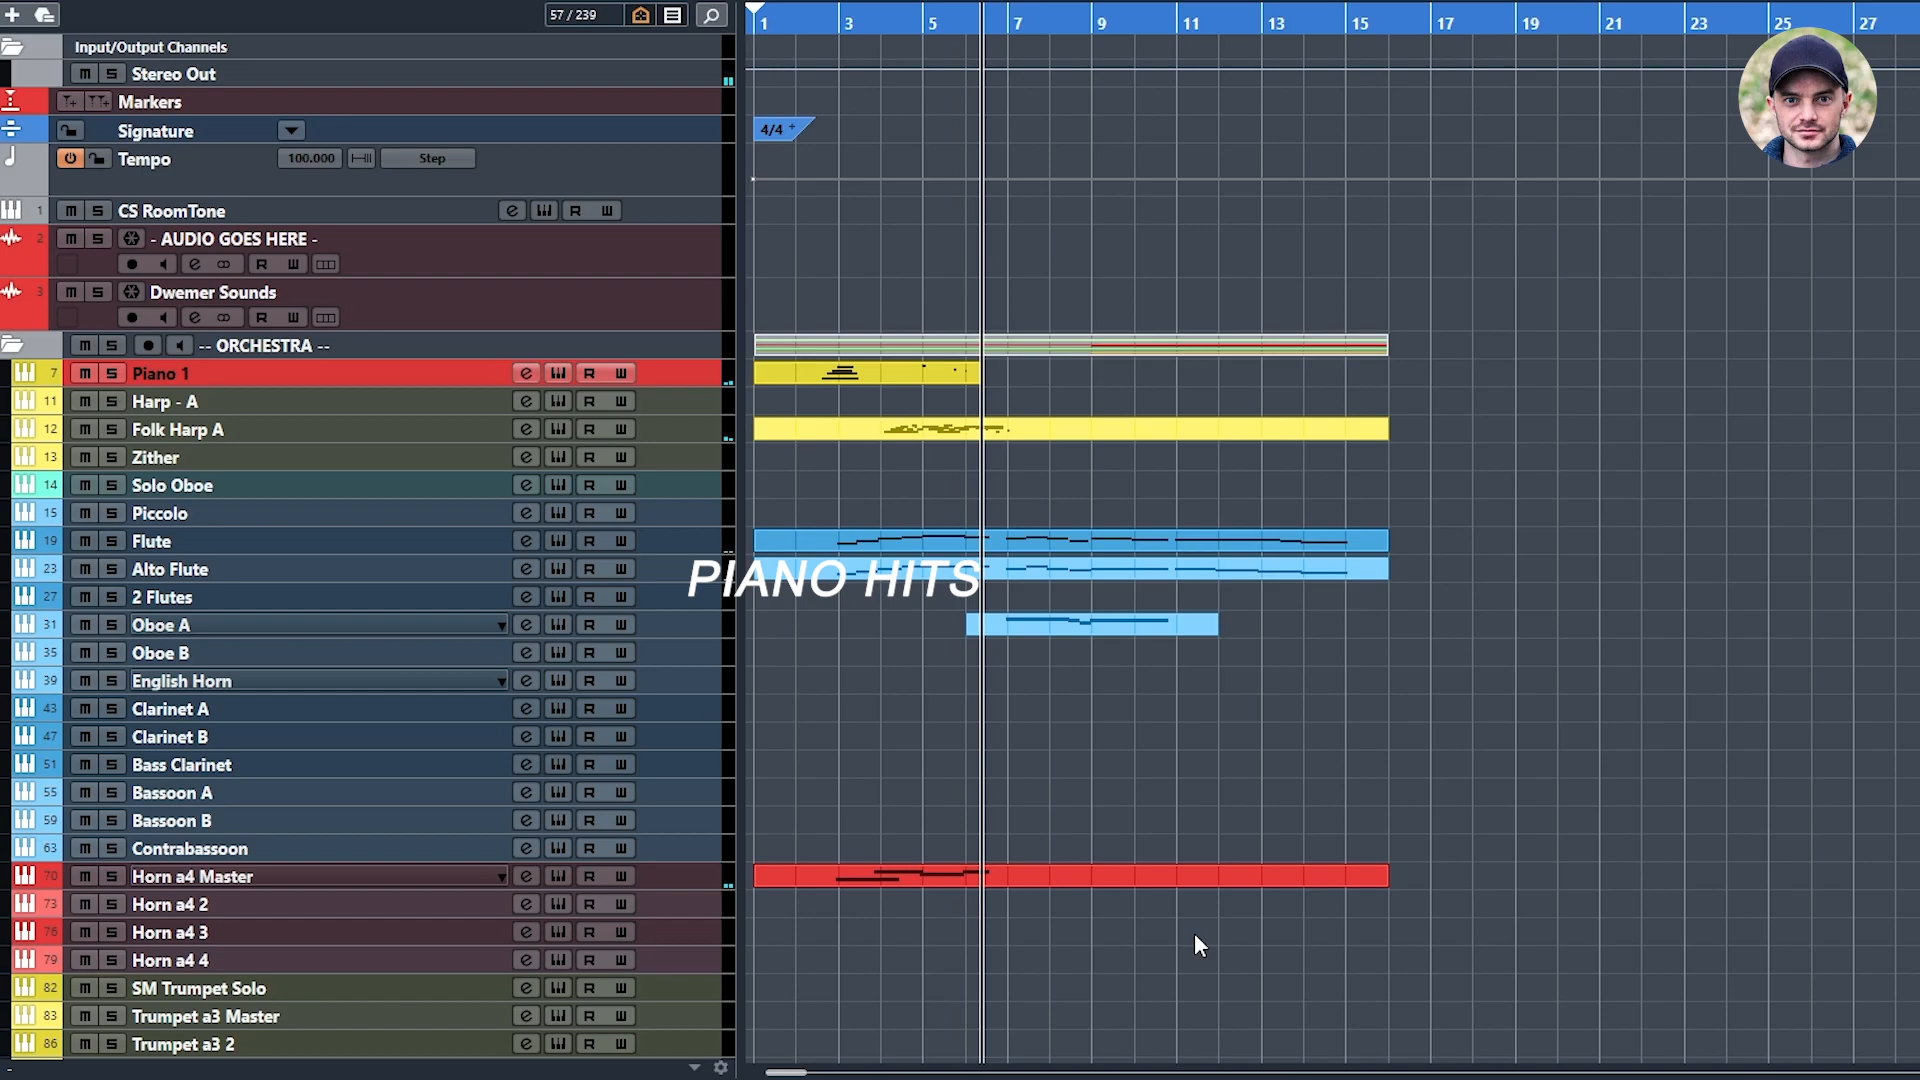 57 / 239
1 3 5 7 9 11 13 15 17 19 21 23 25 27
Input/Output Channels
m S Stereo Out
Markers
Signature
4/4 +
Tempo 100.000 Step
1 m S CS RoomTone e R W
2 m S - AUDIO GOES HERE -
e R W
3 m S Dwemer Sounds
e R W
m S -- ORCHESTRA --
7 m S Piano 1 e R W
11 m S Harp - A e R W
12 m S Folk Harp A e R W
13 m S Zither e R W
14 m S Solo Oboe e R W
15 m S Piccolo e R W
19 m S Flute e R W
23 m S Alto Flute e R W
PIANO HITS
27 m S 2 Flutes e R W
31 m S Oboe A e R W
35 m S Oboe B e R W
39 m S English Horn e R W
43 m S Clarinet A e R W
47 m S Clarinet B e R W
51 m S Bass Clarinet e R W
55 m S Bassoon A e R W
59 m S Bassoon B e R W
63 m S Contrabassoon e R W
70 m S Horn a4 Master e R W
73 m S Horn a4 2 e R W
76 m S Horn a4 3 e R W
79 m S Horn a4 4 e R W
82 m S SM Trumpet Solo e R W
83 m S Trumpet a3 Master e R W
86 m S Trumpet a3 2 e R W